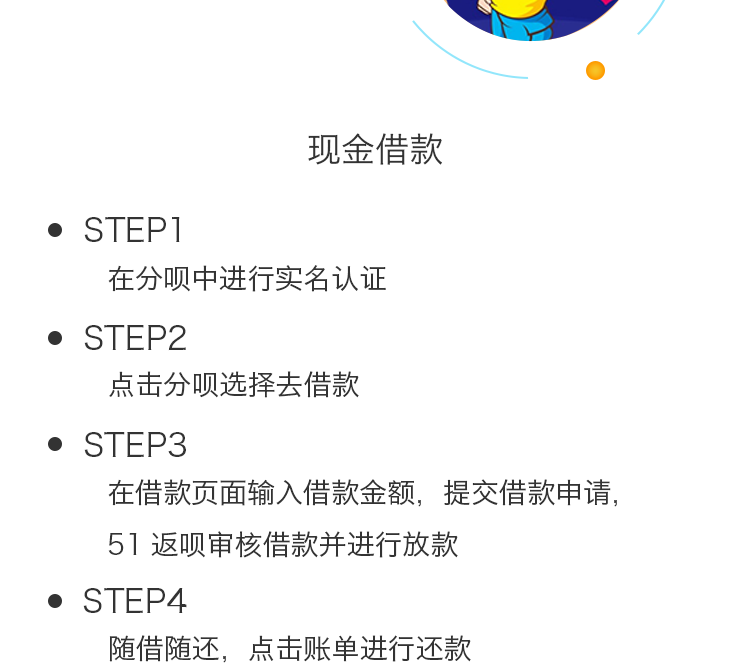 现金借款
STEP1
在分呗中进行实名认证
STEP2
点击分呗选择去借款
STEP3
在借款页面输入借款金额，提交借款申请，
51 返呗审核借款并进行放款
STEP4
随借随还，点击账单进行还款